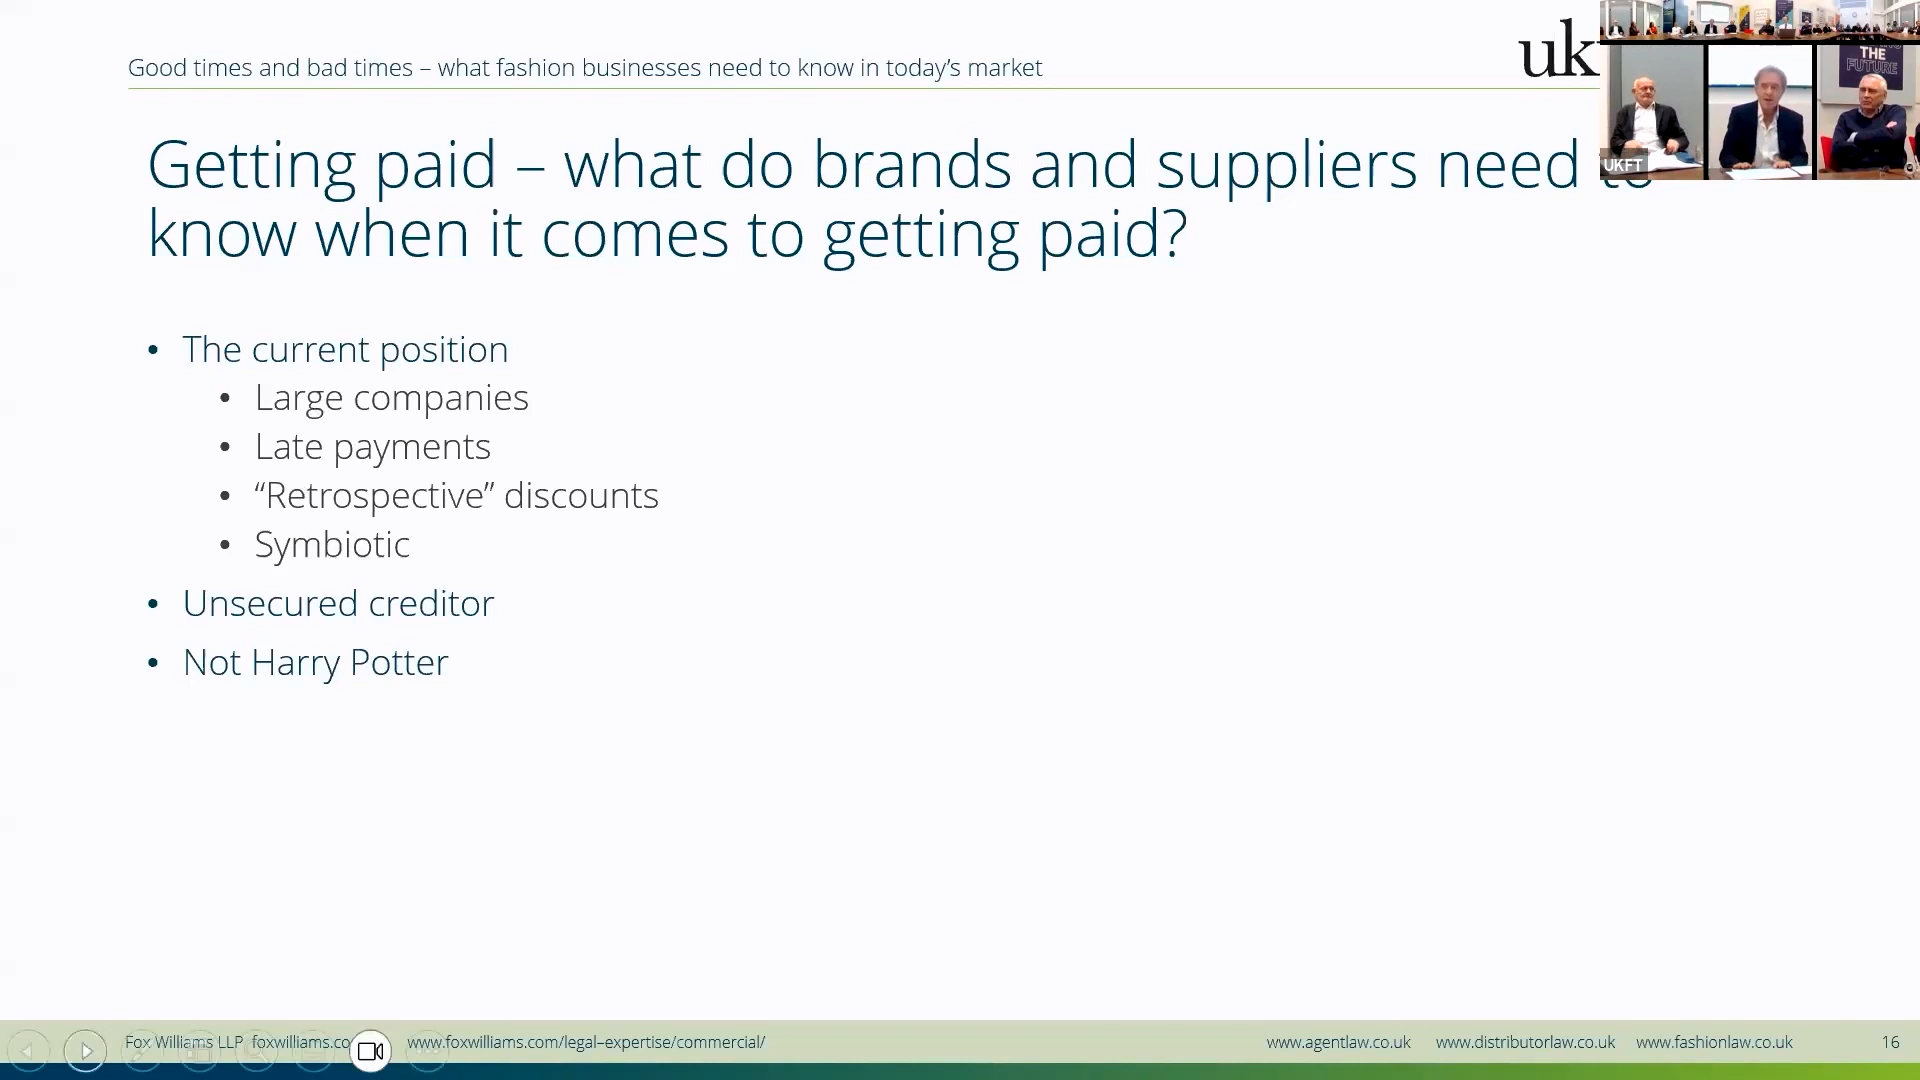 Good times and bad times – what fashion businesses need to know in today’s market
uk
THE
FUTURE
UKFT
Getting paid – what do brands and suppliers need to
know when it comes to getting paid?
• The current position
• Large companies
• Late payments
• “Retrospective” discounts
• Symbiotic
• Unsecured creditor
• Not Harry Potter
Fox Williams LLP foxwilliams.co www.foxwilliams.com/legal–expertise/commercial/ www.agentlaw.co.uk www.distributorlaw.co.uk www.fashionlaw.co.uk 16